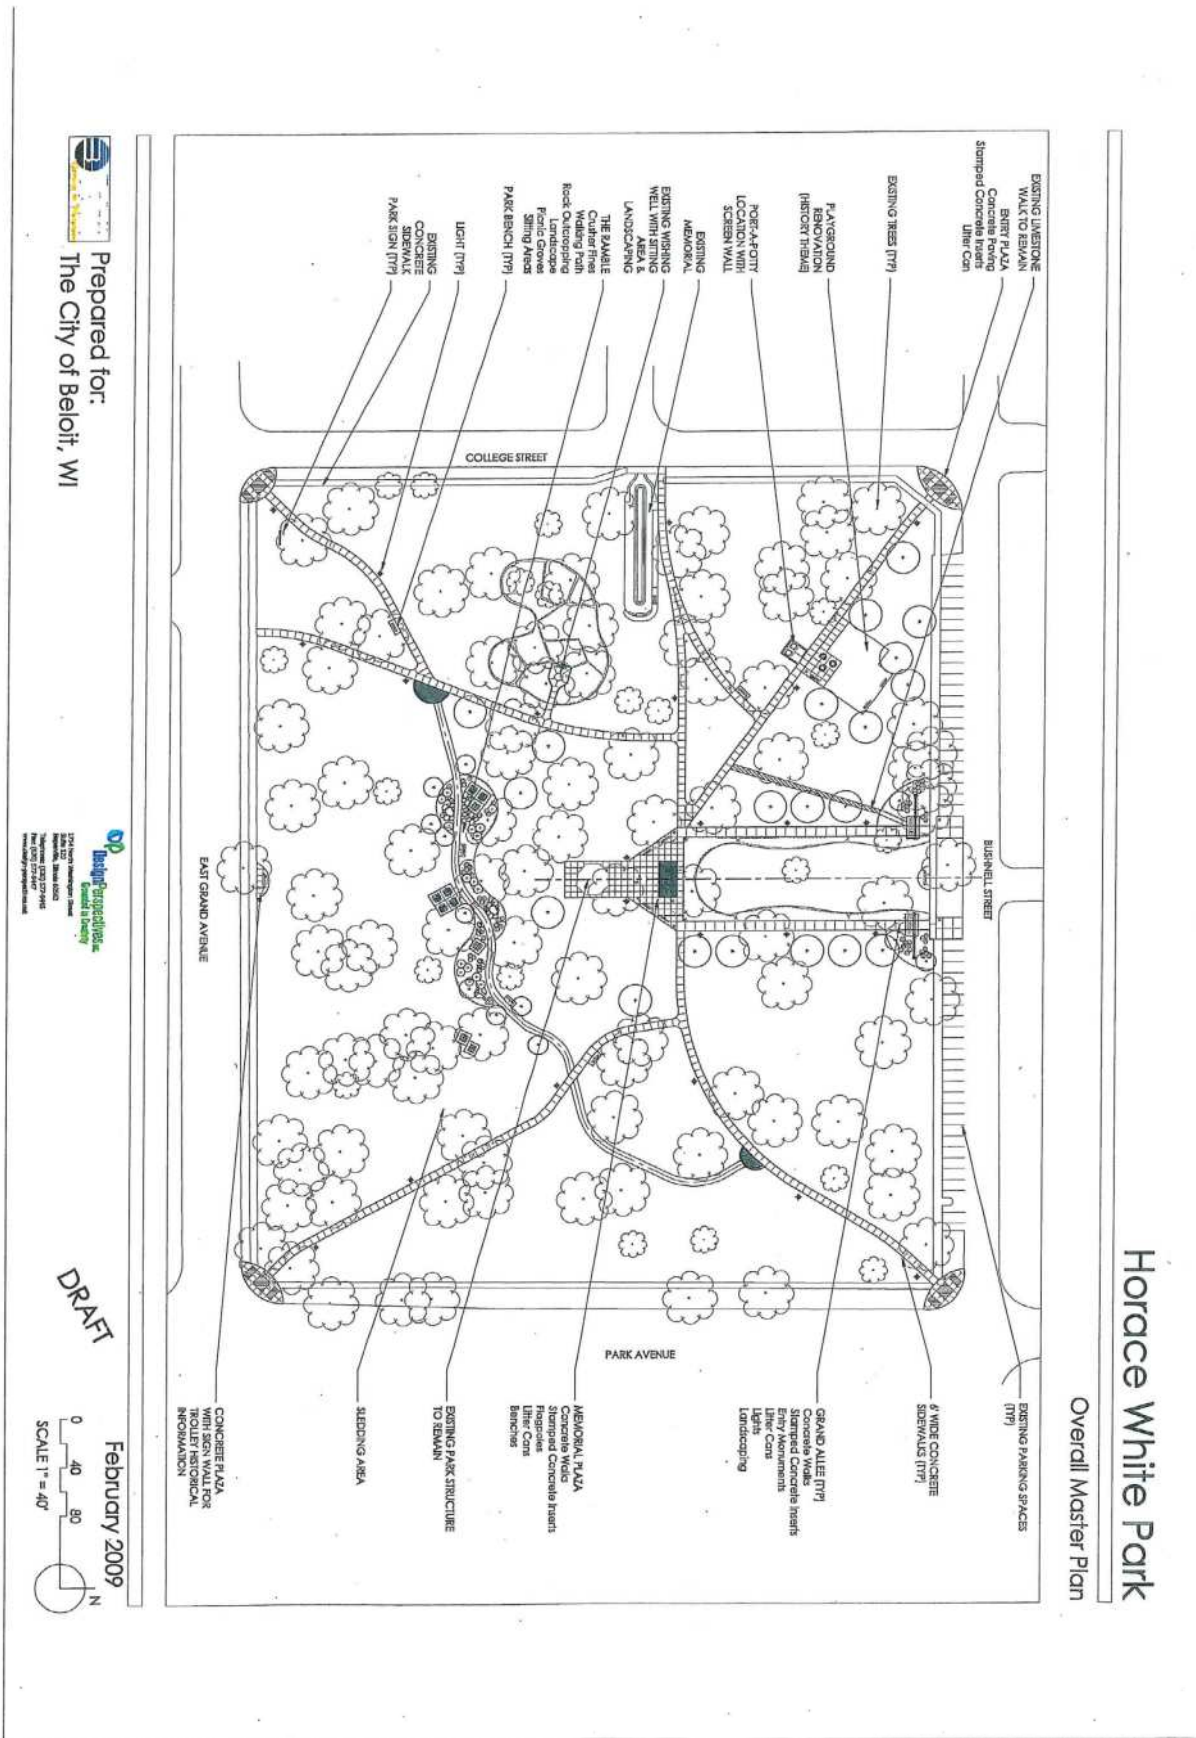 Horace White Park
Overall Master Plan
EXISTING LIMESTONE
WALK TO REMAIN
ENTRY PLAZA
Concrete Paving
Stamped Concrete Inserts
Litter Can
EXISTING TREES (TYP)
PLAYGROUND
RENOVATION
(HISTORY THEME)
PORT-A-POTTY
LOCATION WITH
SCREEN WALL
EXISTING
MEMORIAL
EXISTING WISHING
WELL WITH SITTING
AREA &
LANDSCAPING
THE RAMBLE
Crusher Fines
Walking Path
Rock Outcropping
Landscape
Picnic Groves
Sitting Areas
PARK BENCH (TYP)
LIGHT (TYP)
EXISTING
CONCRETE
SIDEWALK
PARK SIGN (TYP)
COLLEGE STREET
BUSHNELL STREET
EAST GRAND AVENUE
PARK AVENUE
EXISTING PARKING SPACES
(TYP)
6' WIDE CONCRETE
SIDEWALKS (TYP)
GRAND ALLEE (TYP)
Concrete Walks
Stamped Concrete Inserts
Entry Monuments
Litter Cans
Lights
Landscaping
MEMORIAL PLAZA
Concrete Walks
Stamped Concrete Inserts
Flagpoles
Litter Cans
Benches
EXISTING PARK STRUCTURE
TO REMAIN
SLEDDING AREA
CONCRETE PLAZA
WITH SIGN WALL FOR
TROLLEY HISTORICAL
INFORMATION
Prepared for:
The City of Beloit, WI
dp
DesignPerspectives
Grounded in Creativity
DRAFT
February 2009
0 40 80
SCALE 1" = 40'
N